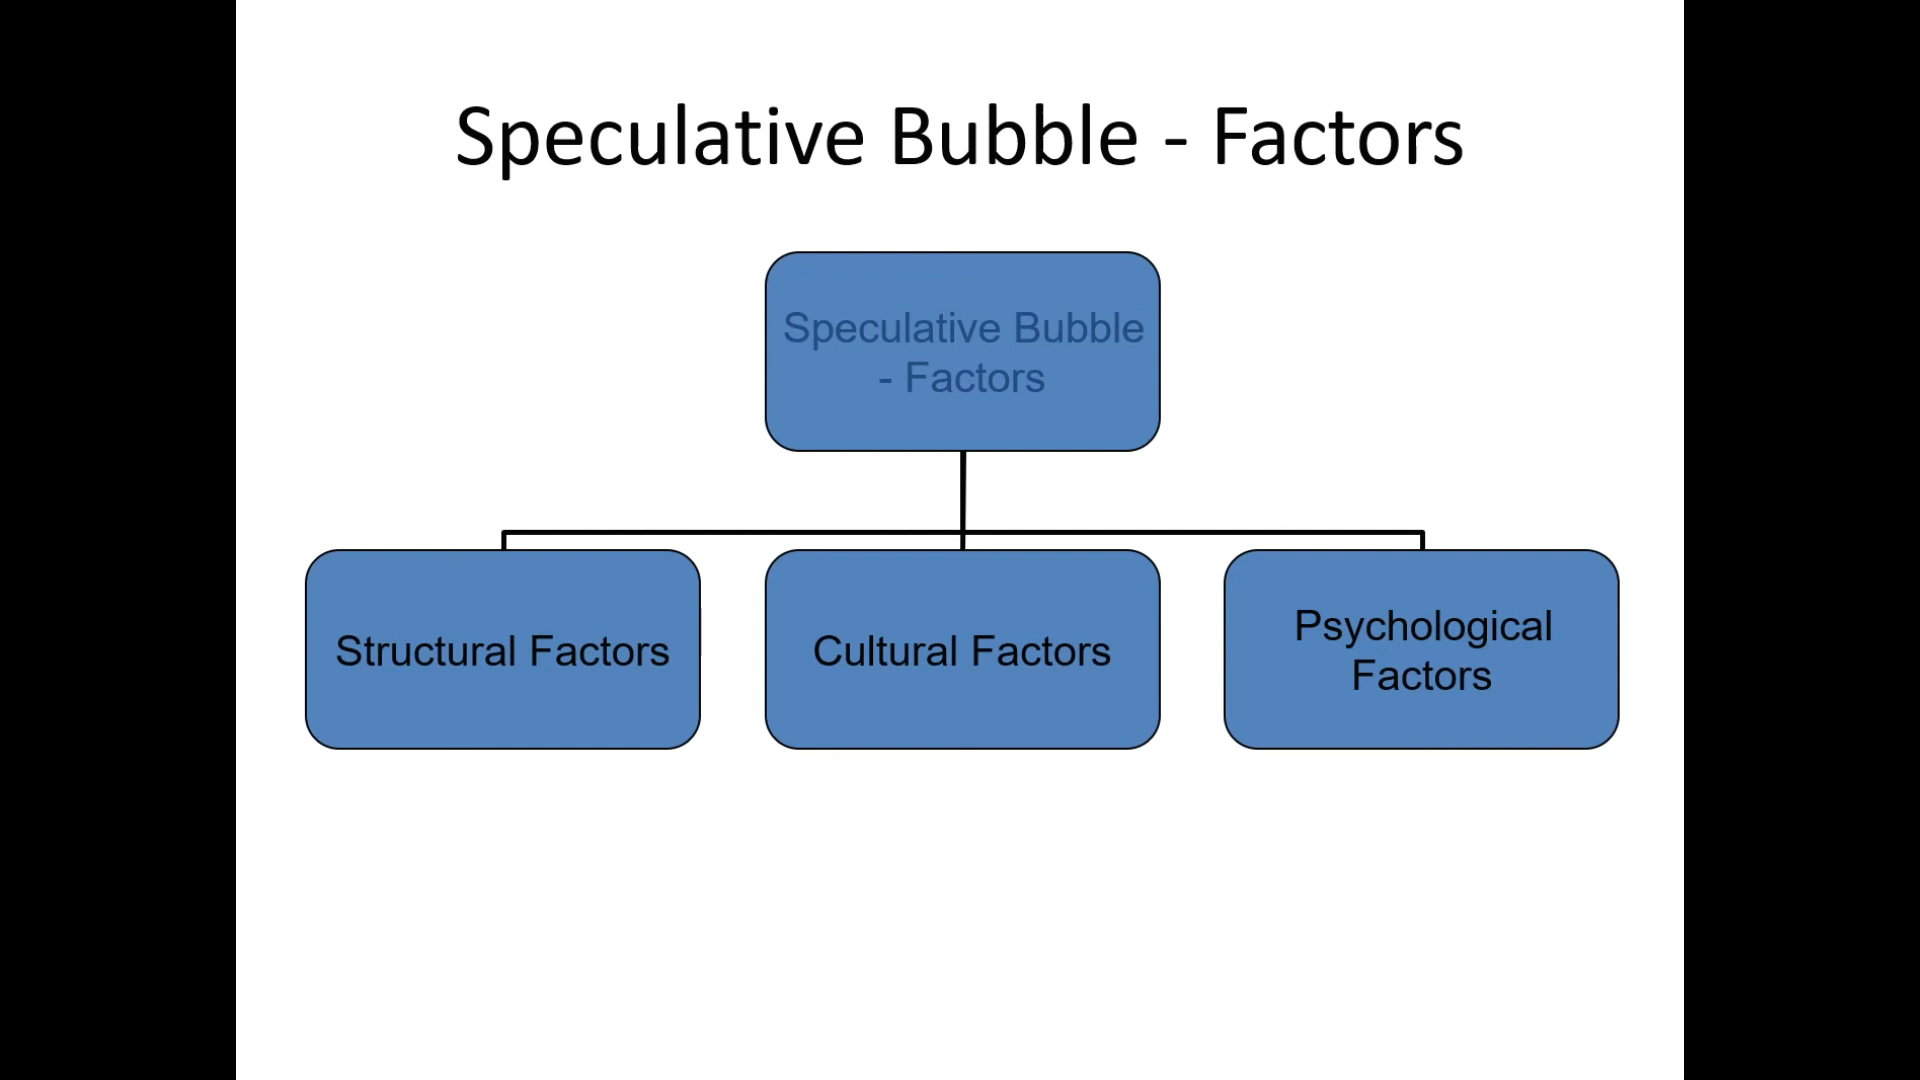 Speculative Bubble - Factors
Speculative Bubble
- Factors
Structural Factors
Cultural Factors
Psychological
Factors